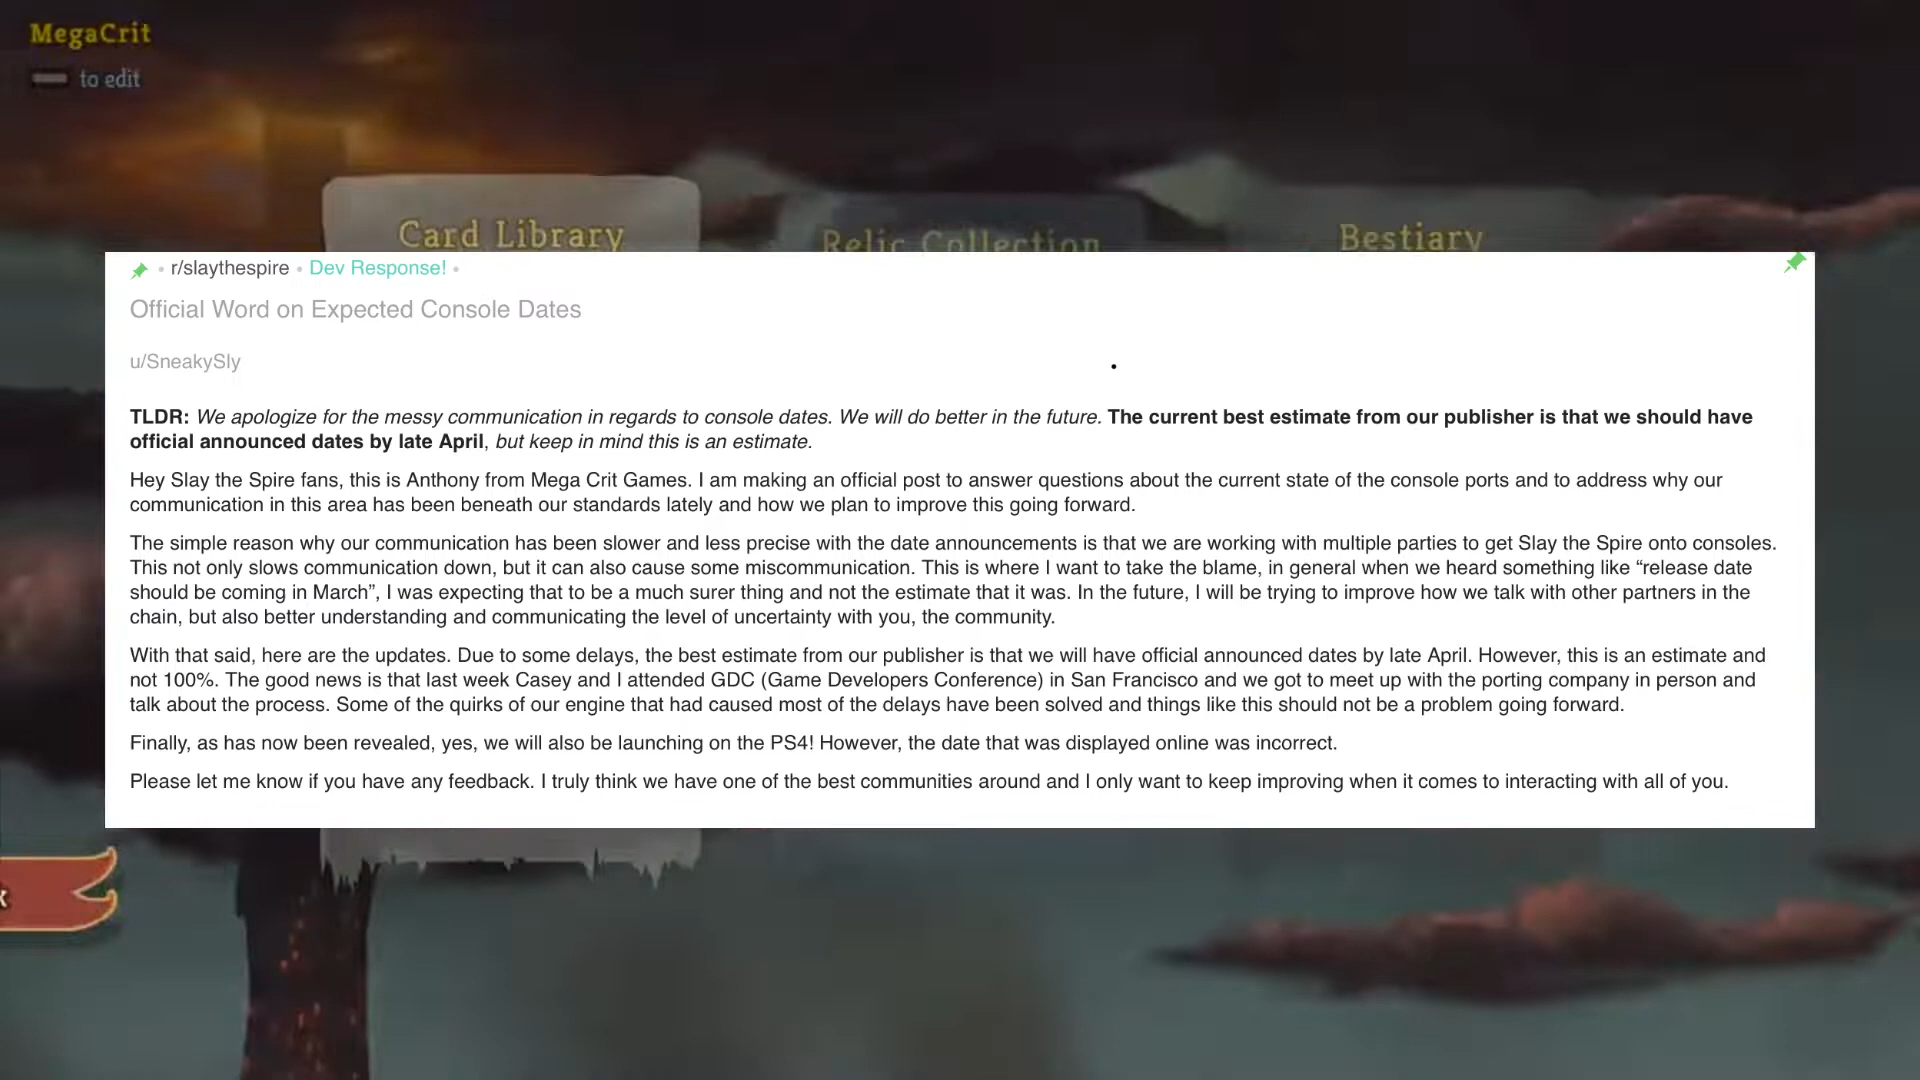 MegaCrit
to edit
Card Library
Relic Collection
Bestiary
• r/slaythespire • Dev Response! •
Official Word on Expected Console Dates
u/SneakySly
TLDR: We apologize for the messy communication in regards to console dates. We will do better in the future. The current best estimate from our publisher is that we should have
official announced dates by late April, but keep in mind this is an estimate.
Hey Slay the Spire fans, this is Anthony from Mega Crit Games. I am making an official post to answer questions about the current state of the console ports and to address why our
communication in this area has been beneath our standards lately and how we plan to improve this going forward.
The simple reason why our communication has been slower and less precise with the date announcements is that we are working with multiple parties to get Slay the Spire onto consoles.
This not only slows communication down, but it can also cause some miscommunication. This is where I want to take the blame, in general when we heard something like “release date
should be coming in March”, I was expecting that to be a much surer thing and not the estimate that it was. In the future, I will be trying to improve how we talk with other partners in the
chain, but also better understanding and communicating the level of uncertainty with you, the community.
With that said, here are the updates. Due to some delays, the best estimate from our publisher is that we will have official announced dates by late April. However, this is an estimate and
not 100%. The good news is that last week Casey and I attended GDC (Game Developers Conference) in San Francisco and we got to meet up with the porting company in person and
talk about the process. Some of the quirks of our engine that had caused most of the delays have been solved and things like this should not be a problem going forward.
Finally, as has now been revealed, yes, we will also be launching on the PS4! However, the date that was displayed online was incorrect.
Please let me know if you have any feedback. I truly think we have one of the best communities around and I only want to keep improving when it comes to interacting with all of you.